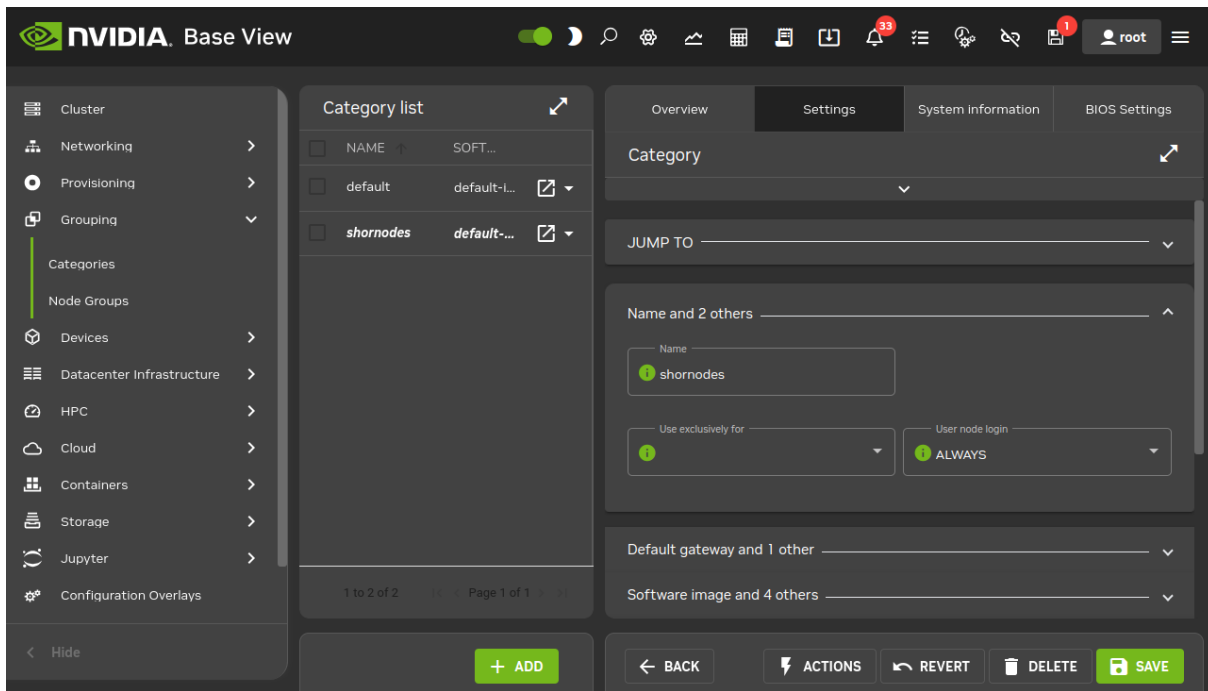 NVIDIA. Base View
33
1
root
Cluster
Networking
Provisioning
Grouping
Categories
Node Groups
Devices
Datacenter Infrastructure
HPC
Cloud
Containers
Storage
Jupyter
Configuration Overlays
Hide
Category list
NAME SOFT...
default default-i...
shornodes default-...
1 to 2 of 2 Page 1 of 1
ADD
Overview Settings System information BIOS Settings
Category
JUMP TO
Name and 2 others
Name
shornodes
Use exclusively for User node login
ALWAYS
Default gateway and 1 other
Software image and 4 others
BACK ACTIONS REVERT DELETE SAVE